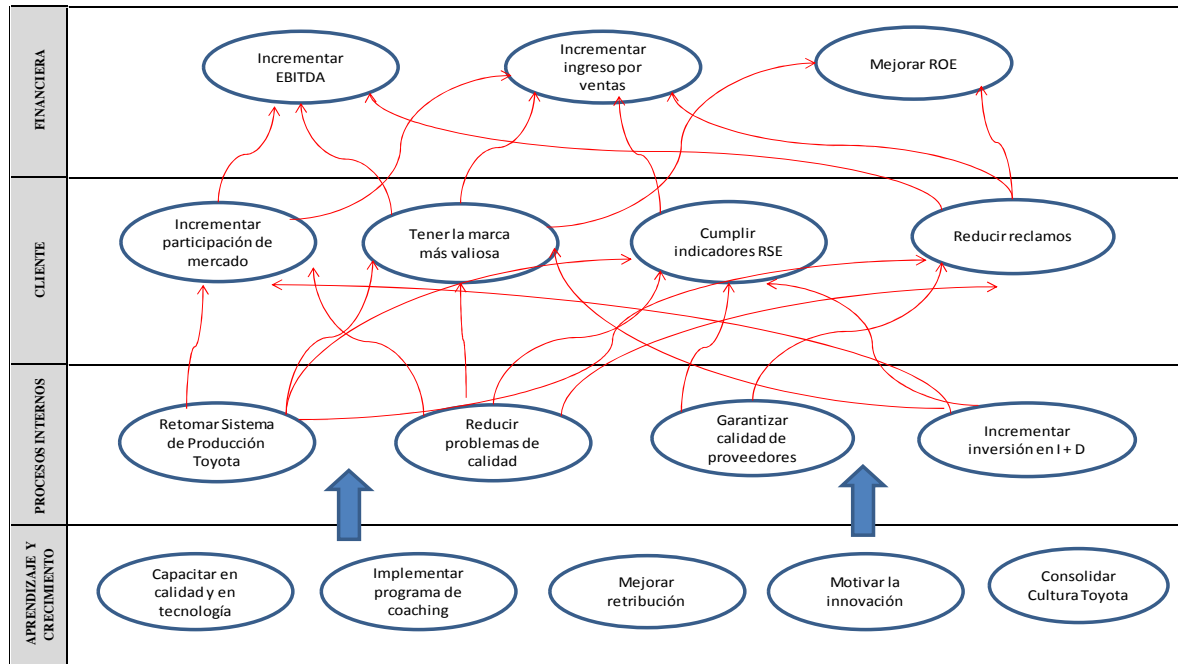 FINANCIERA
Incrementar
EBITDA
Incrementar
ingreso por
ventas
Mejorar ROE
CLIENTE
Incrementar
participación de
mercado
Tener la marca
más valiosa
Cumplir
indicadores RSE
Reducir reclamos
PROCESOS INTERNOS
Retomar Sistema
de Producción
Toyota
Reducir
problemas de
calidad
Garantizar
calidad de
proveedores
Incrementar
inversión en I + D
APRENDIZAJE Y
CRECIMIENTO
Capacitar en
calidad y en
tecnología
Implementar
programa de
coaching
Mejorar
retribución
Motivar la
innovación
Consolidar
Cultura Toyota